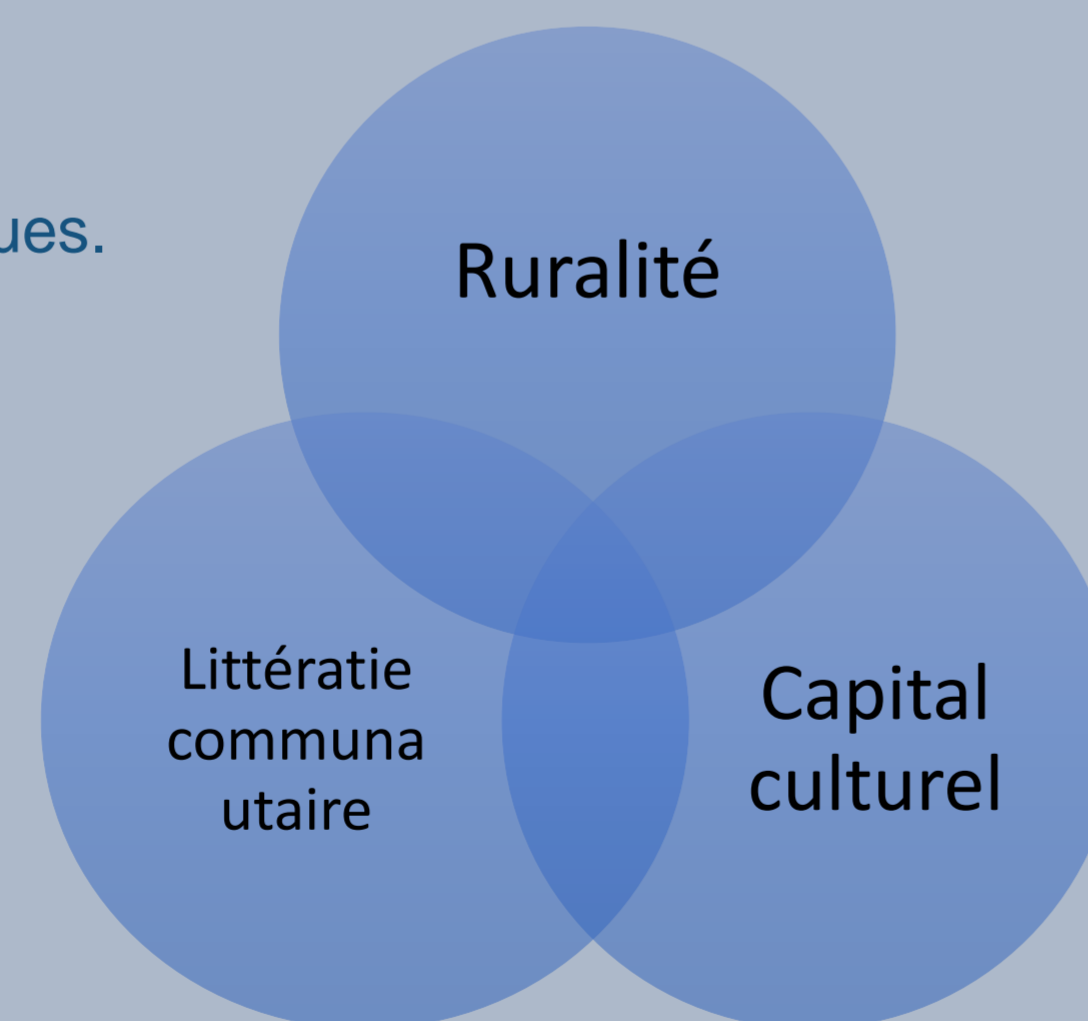 ues.
Ruralité
Littératie
communa
utaire
Capital
culturel